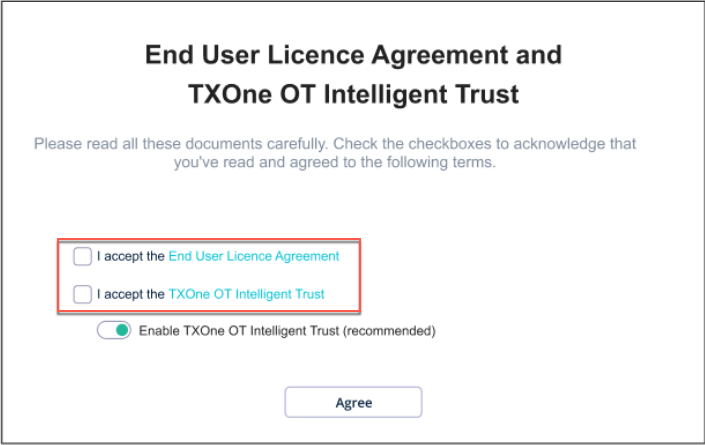 End User Licence Agreement and
TXOne OT Intelligent Trust
Please read all these documents carefully. Check the checkboxes to acknowledge that
you've read and agreed to the following terms.
I accept the End User Licence Agreement
I accept the TXOne OT Intelligent Trust
Enable TXOne OT Intelligent Trust (recommended)
Agree